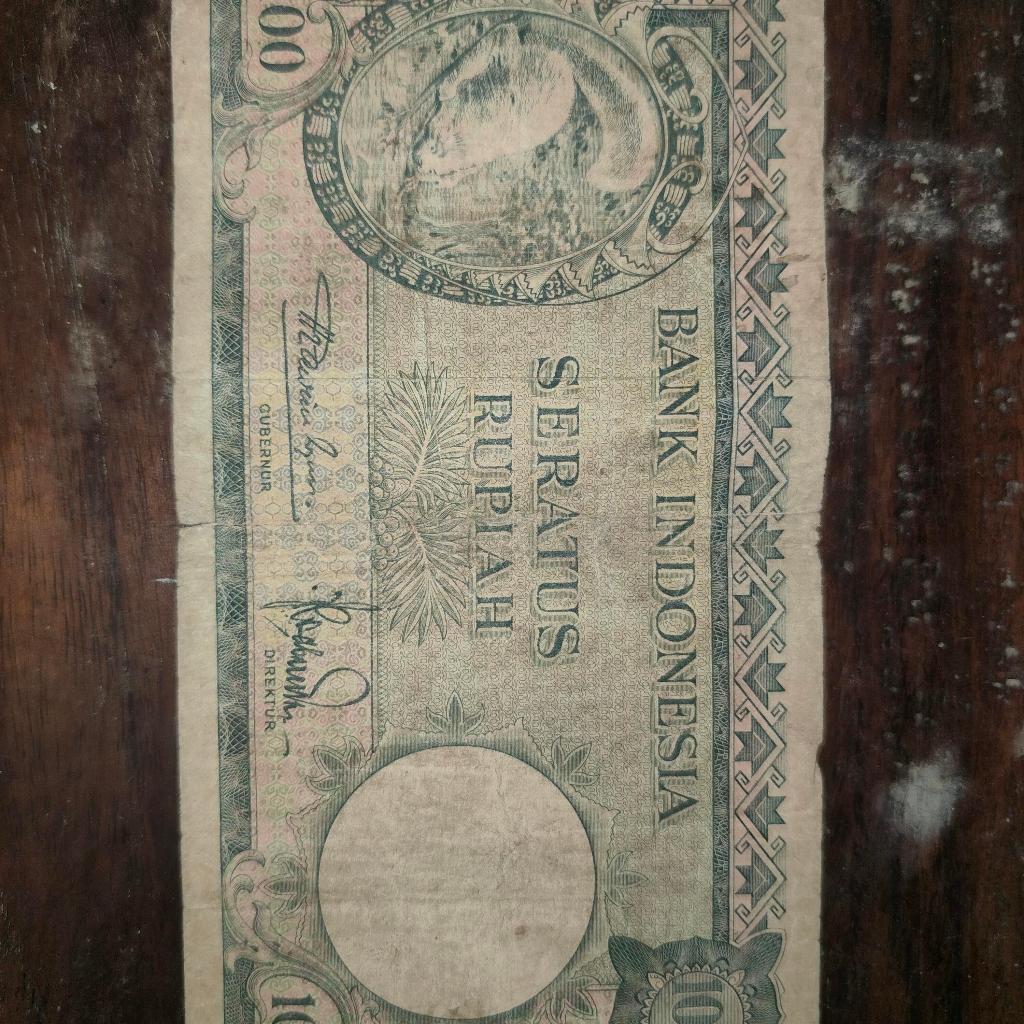 BANK INDONESIA
SERATUS
RUPIAH
GUBERNUR
DIREKTUR